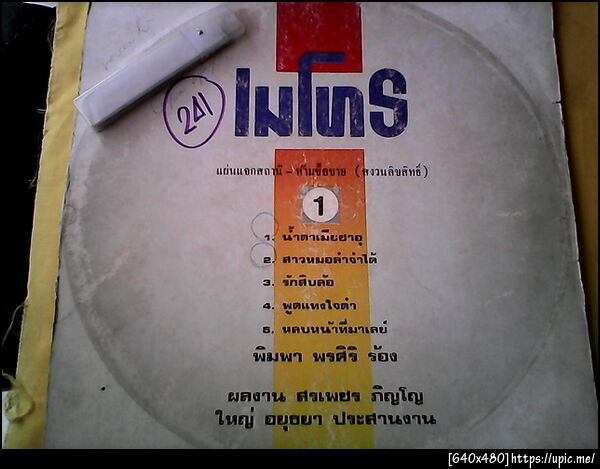 241
ไมโทร
แผ่นแจกสถานี - ห้ามซื้อขาย (สงวนลิขสิทธิ์)
1
1. น้ำตาเมียซาอุ
2. สาวหมอลำจำได้
3. รักสิบล้อ
4. พูดแทงใจดำ
5. หลบหน้าที่มาเลย์
พิมพา พรศิริ ร้อง
ผลงาน สรเพชร ภิญโญ
ใหญ่ อยุธยา ประสานงาน
[640x480]https://upic.me/